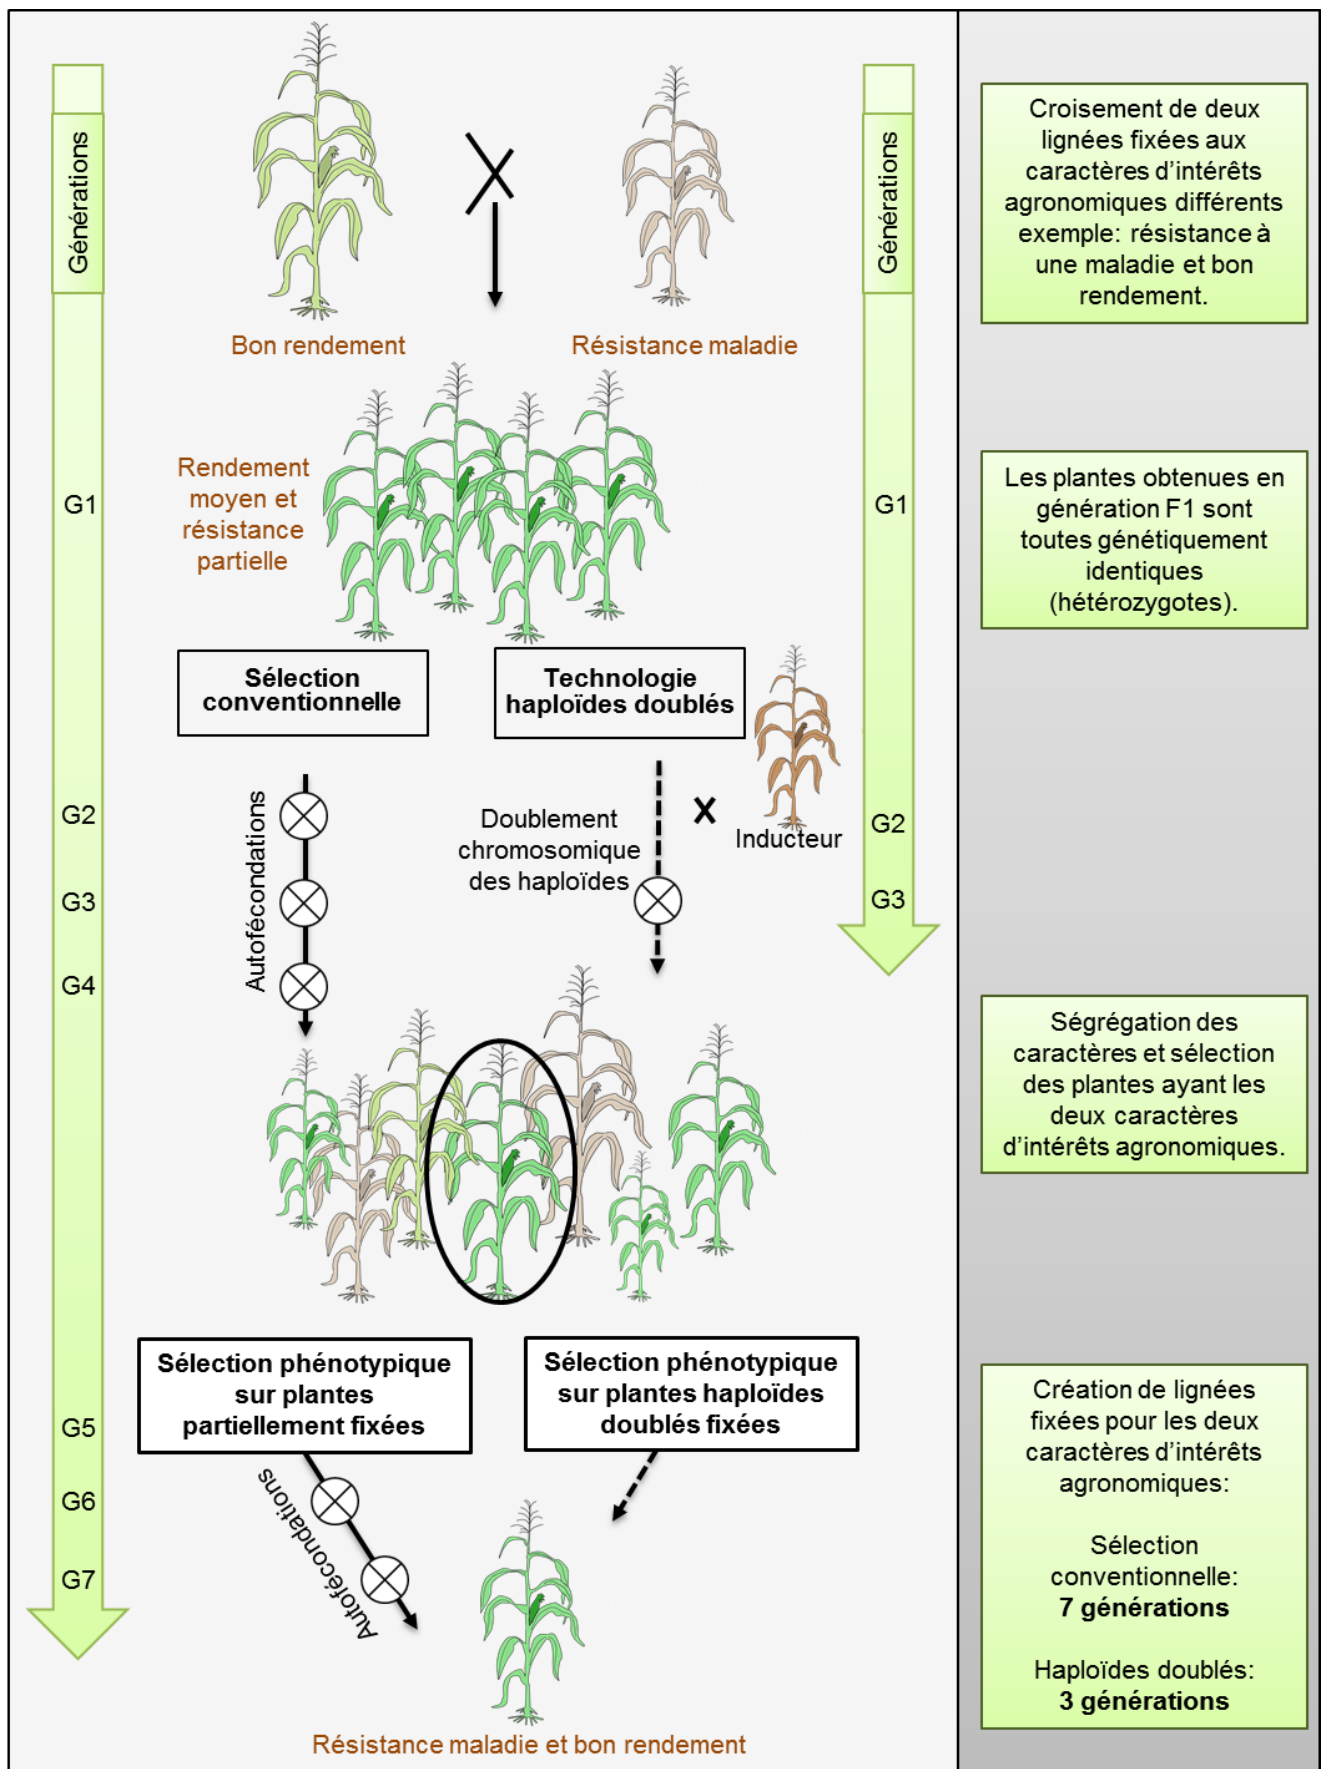 Générations
Générations
Croisement de deux
lignées fixées aux
caractères d'intérêts
agronomiques différents
exemple: résistance à
une maladie et bon
rendement.
Bon rendement
Résistance maladie
Rendement
moyen et
résistance
partielle
G1
G1
Les plantes obtenues en
génération F1 sont
toutes génétiquement
identiques
(hétérozygotes).
Sélection
conventionnelle
Technologie
haploïdes doublés
G2
G3
G4
Autofécondations
Doublement
chromosomique
des haploïdes
Inducteur
G2
G3
Ségrégation des
caractères et sélection
des plantes ayant les
deux caractères
d'intérêts agronomiques.
Sélection phénotypique
sur plantes
partiellement fixées
Sélection phénotypique
sur plantes haploïdes
doublés fixées
G5
G6
G7
Autofécondations
Création de lignées
fixées pour les deux
caractères d'intérêts
agronomiques:
Sélection
conventionnelle:
7 générations
Haploïdes doublés:
3 générations
Résistance maladie et bon rendement